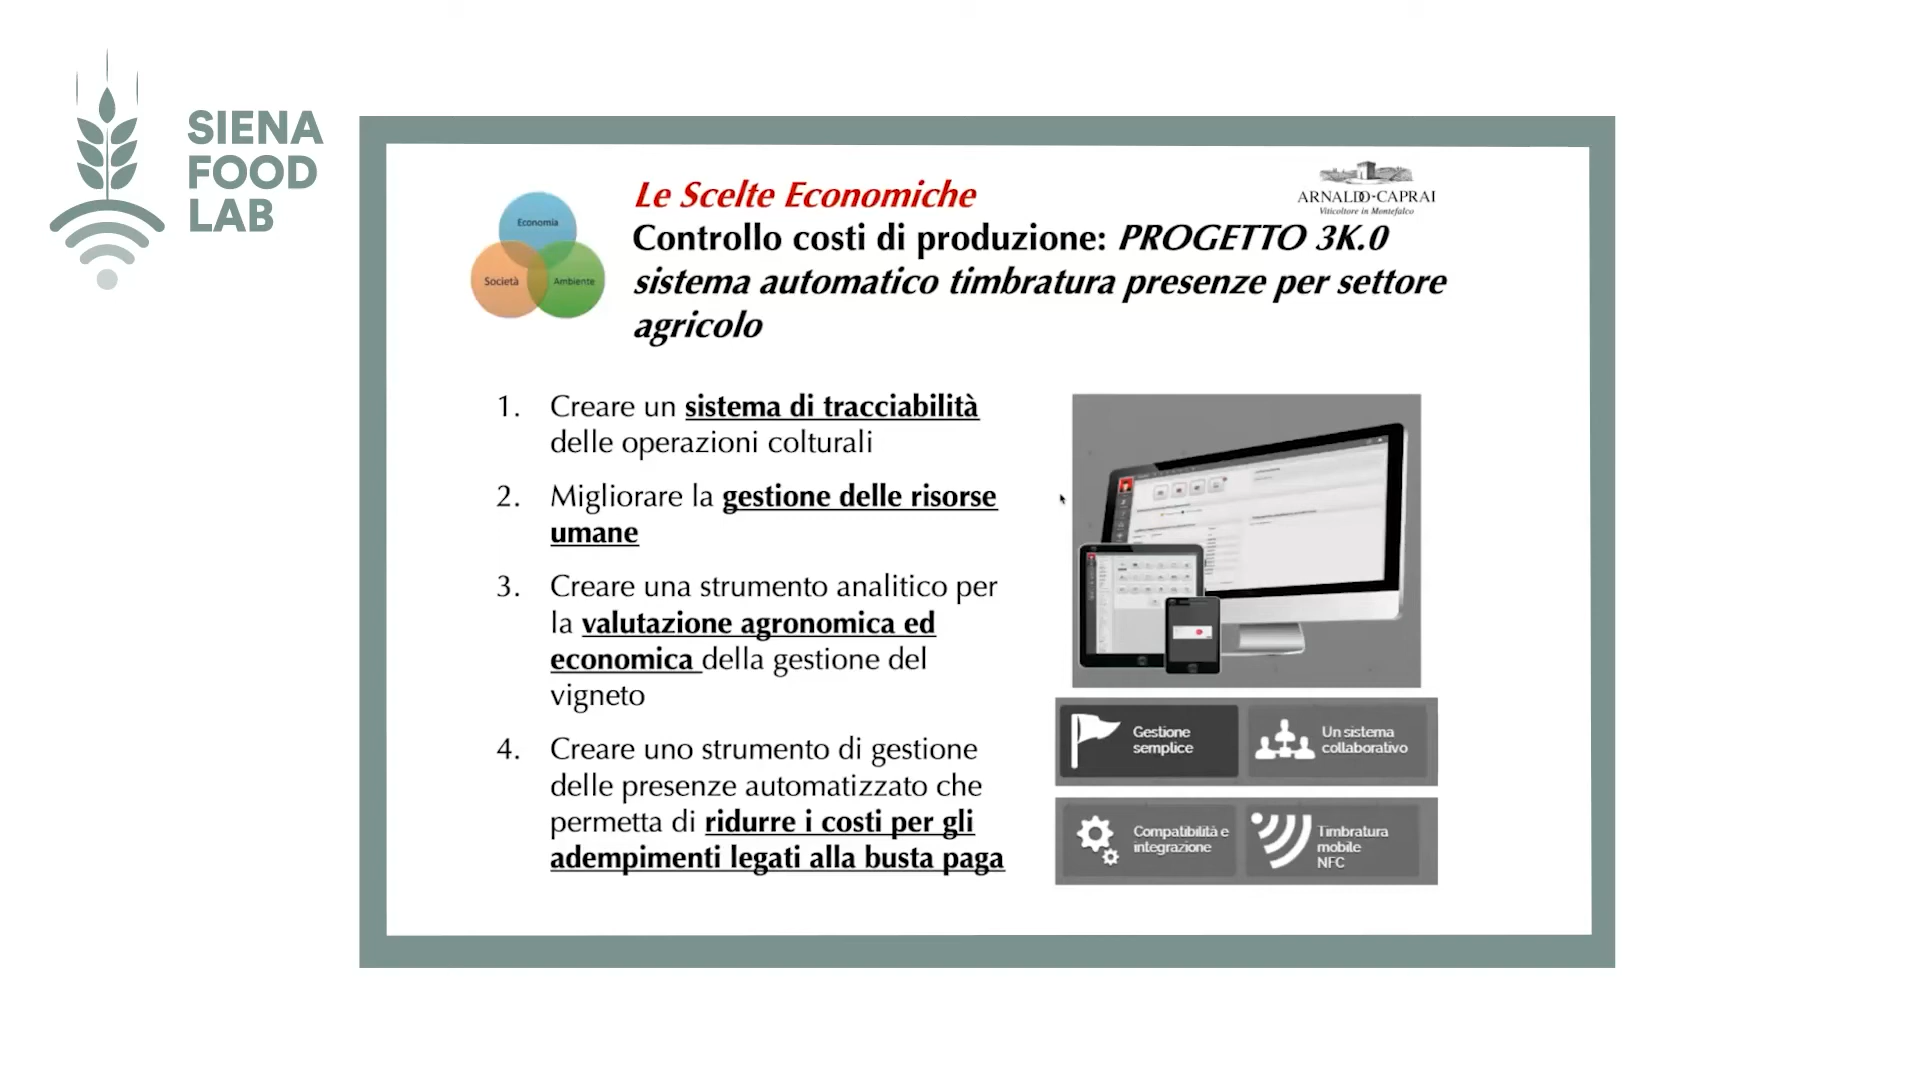 SIENA
FOOD
LAB
Economia
Società
Ambiente
Le Scelte Economiche
Controllo costi di produzione: PROGETTO 3K.0
sistema automatico timbratura presenze per settore
agricolo
ARNALDO-CAPRAI
Viticoltore in Montefalco
1. Creare un sistema di tracciabilità
delle operazioni colturali
2. Migliorare la gestione delle risorse
umane
3. Creare una strumento analitico per
la valutazione agronomica ed
economica della gestione del
vigneto
4. Creare uno strumento di gestione
delle presenze automatizzato che
permetta di ridurre i costi per gli
adempimenti legati alla busta paga
Gestione
semplice
Un sistema
collaborativo
Compatibilità e
integrazione
Timbratura
mobile
NFC